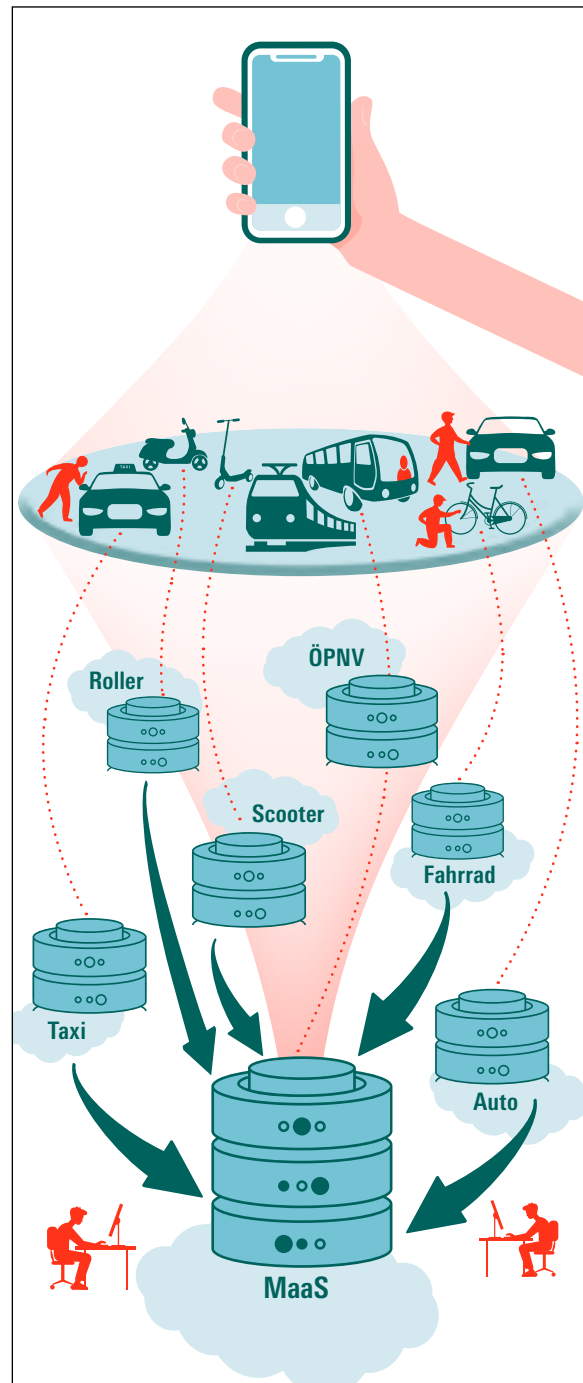 TAXI
ÖPNV
Roller
Scooter
Fahrrad
Taxi
Auto
MaaS